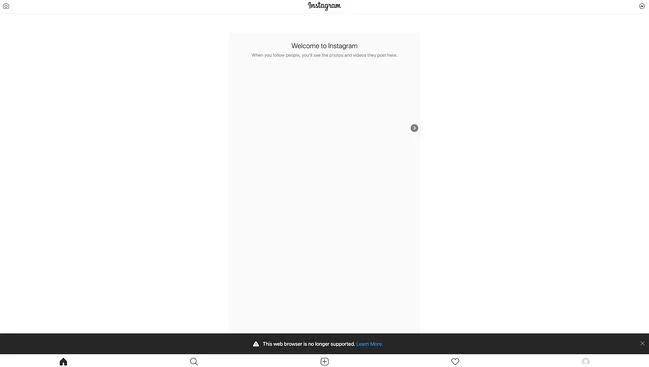 Instagram
Welcome to Instagram
When you follow people, you'll see the photos and videos they post here.
This web browser is no longer supported. Learn More.